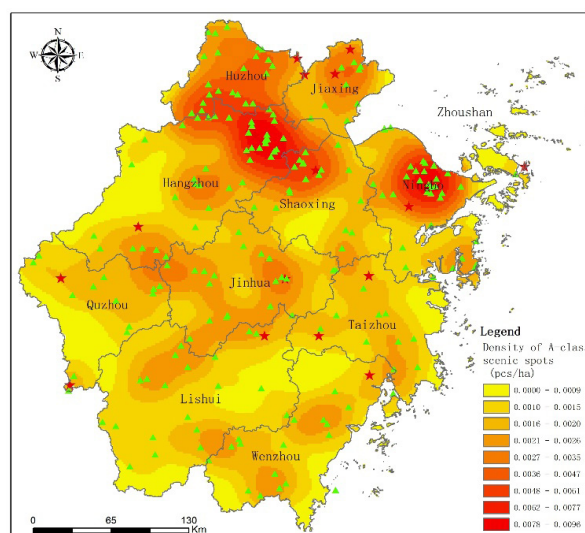 N
W
E
S
Huzhou
Jiaxing
Zhoushan
Hangzhou
Ningbo
Shaoxing
Jinhua
Quzhou
Taizhou
Lishui
Wenzhou
Legend
Density of A-clas
scenic spots
(pcs/ha)
0.0000 - 0.0009
0.0010 - 0.0015
0.0016 - 0.0020
0.0021 - 0.0026
0.0027 - 0.0035
0.0036 - 0.0047
0.0048 - 0.0061
0.0062 - 0.0077
0.0078 - 0.0096
0 65 130
Km